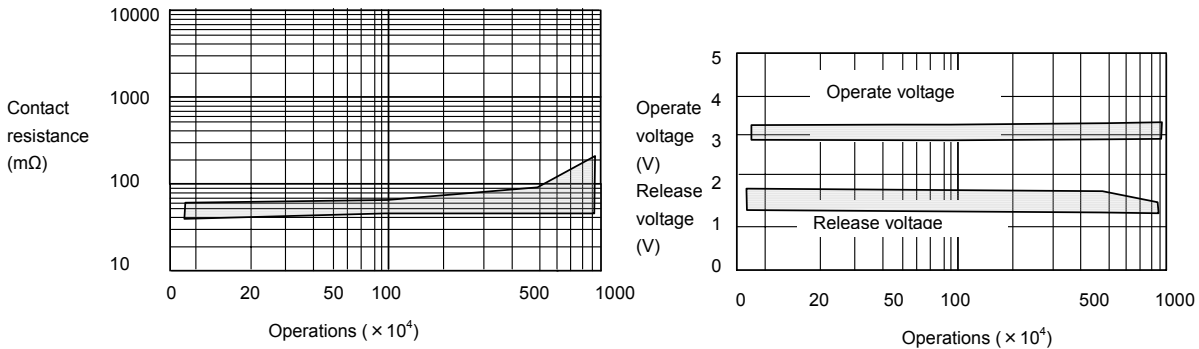 10000
1000
100
10
Contact
resistance
(mΩ)
0 20 50 100 500 1000
Operations ( × 10⁴)
5
4
3
2
1
0
Operate
voltage
(V)
Release
voltage
(V)
Operate voltage
Release voltage
0 20 50 100 500 1000
Operations ( × 10⁴)